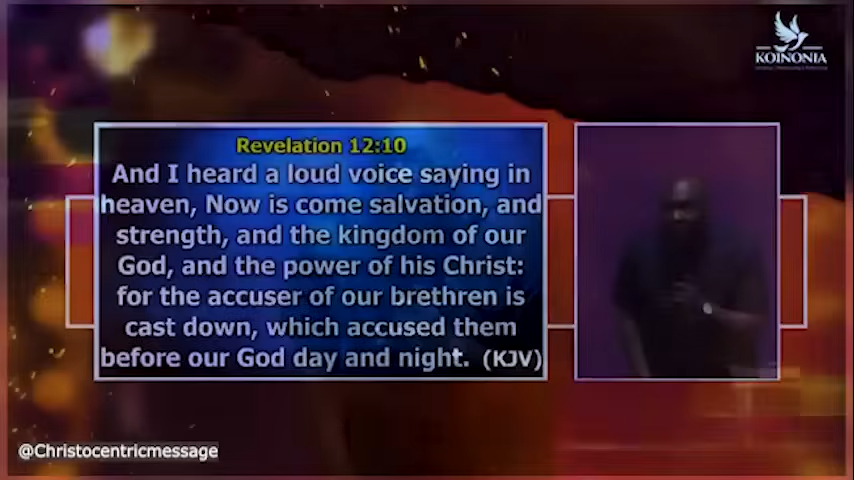 KOINONIA
Revelation 12:10
And I heard a loud voice saying in
heaven, Now is come salvation, and
strength, and the kingdom of our
God, and the power of his Christ:
for the accuser of our brethren is
cast down, which accused them
before our God day and night. (KJV)
@Christocentricmessage